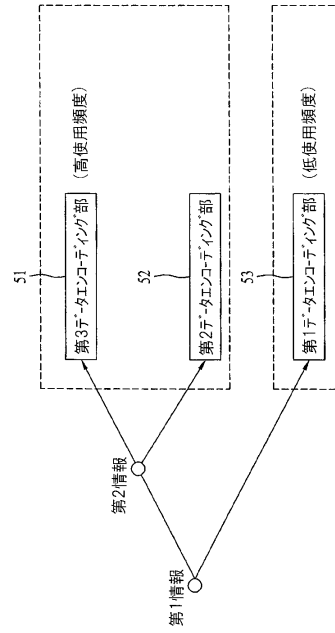 51
第3データエンコーディング部
(高使用頻度)
52
第2データエンコーディング部
53
第1データエンコーディング部
(低使用頻度)
第2情報
第1情報